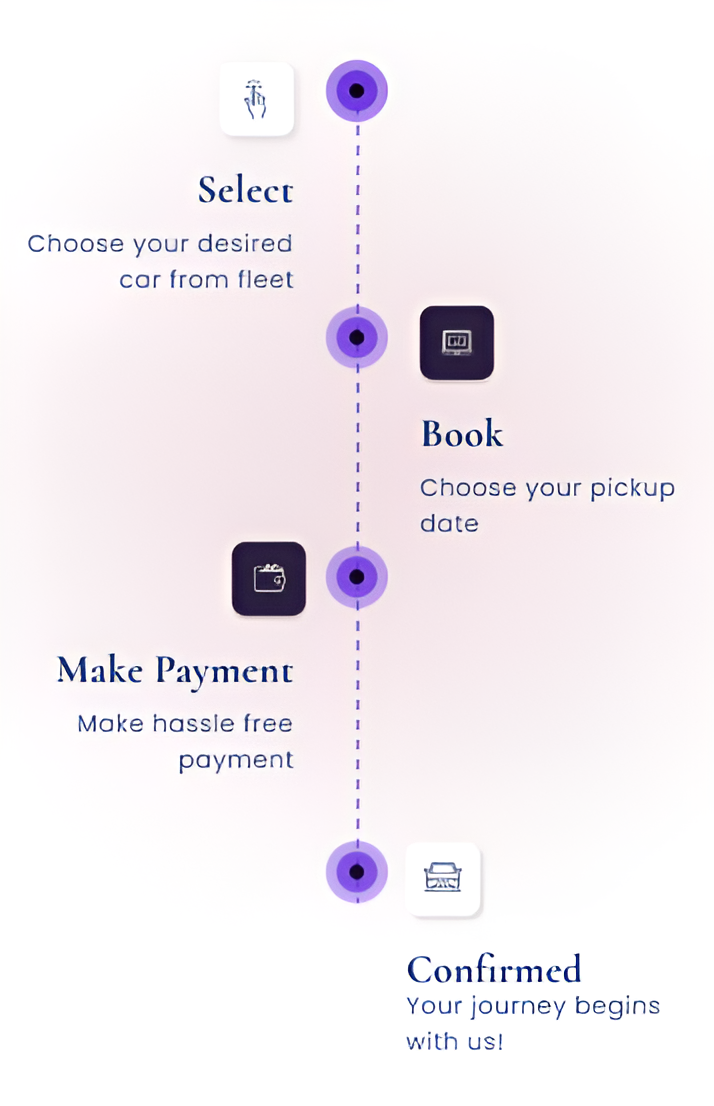 Select
Choose your desired
car from fleet
Book
Choose your pickup
date
Make Payment
Make hassle free
payment
Confirmed
Your journey begins
with us!